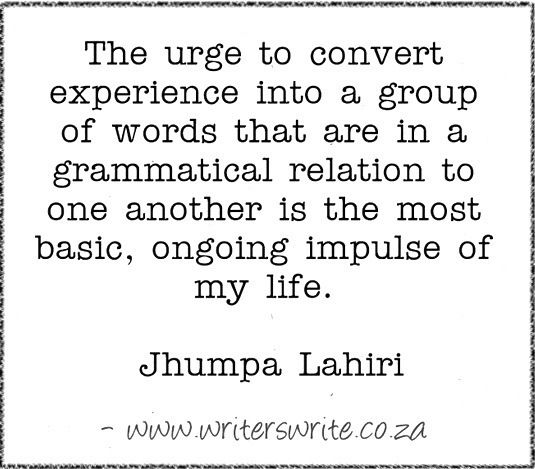 The urge to convert
experience into a group
of words that are in a
grammatical relation to
one another is the most
basic, ongoing impulse of
my life.
Jhumpa Lahiri
- www.writerswrite.co.za